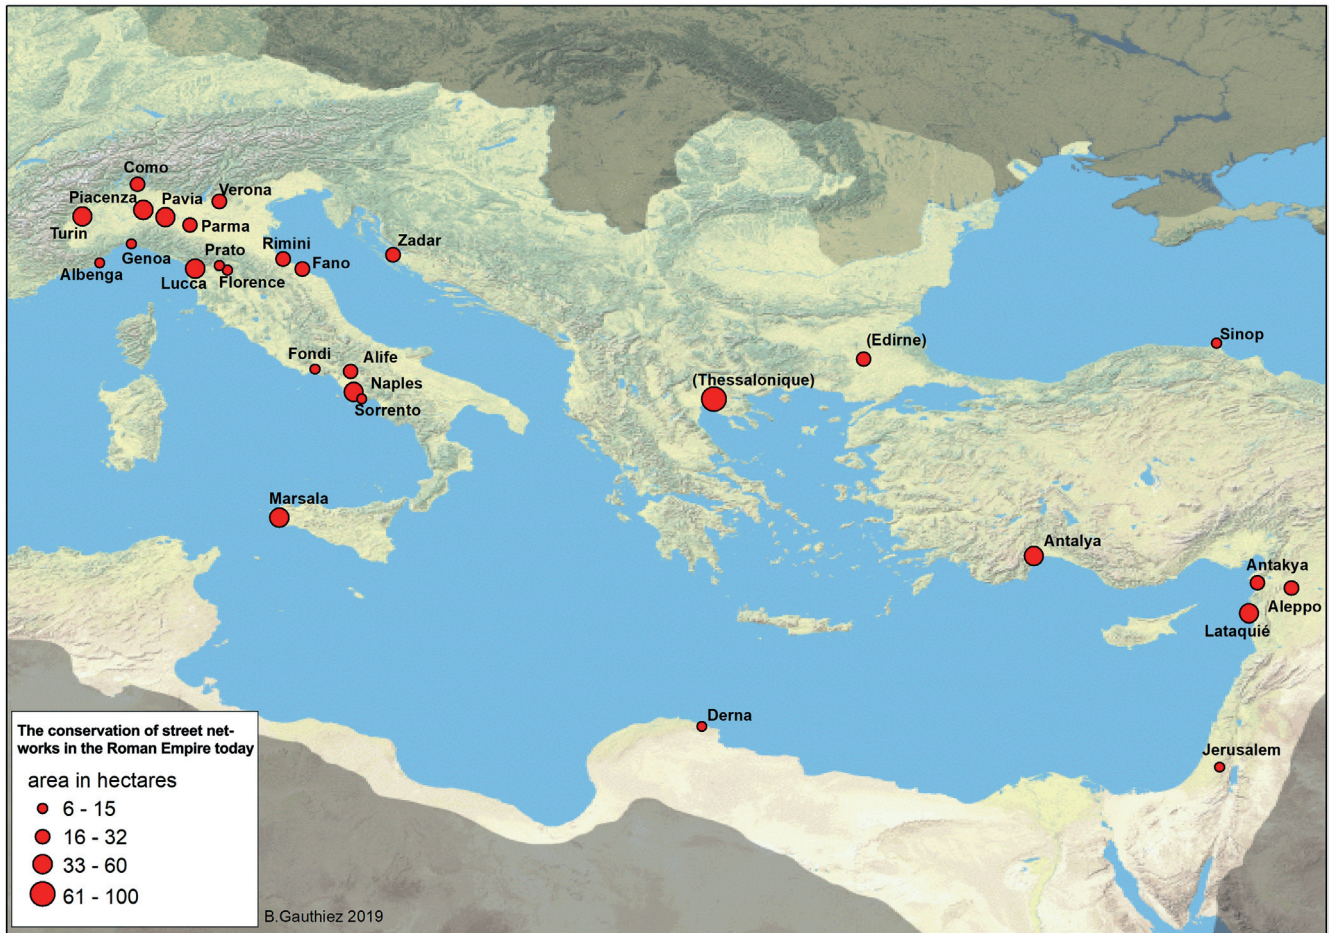 Como
Piacenza
Pavia
Verona
Turin
Parma
Genoa
Prato
Rimini
Zadar
Albenga
Lucca
Florence
Fano
Fondi
Alife
Naples
Sorrento
(Thessalonique)
(Edirne)
Sinop
Marsala
Antalya
Antakya
Aleppo
Lataquié
Derna
Jerusalem
The conservation of street net-
works in the Roman Empire today
area in hectares
6 - 15
16 - 32
33 - 60
61 - 100
B.Gauthiez 2019